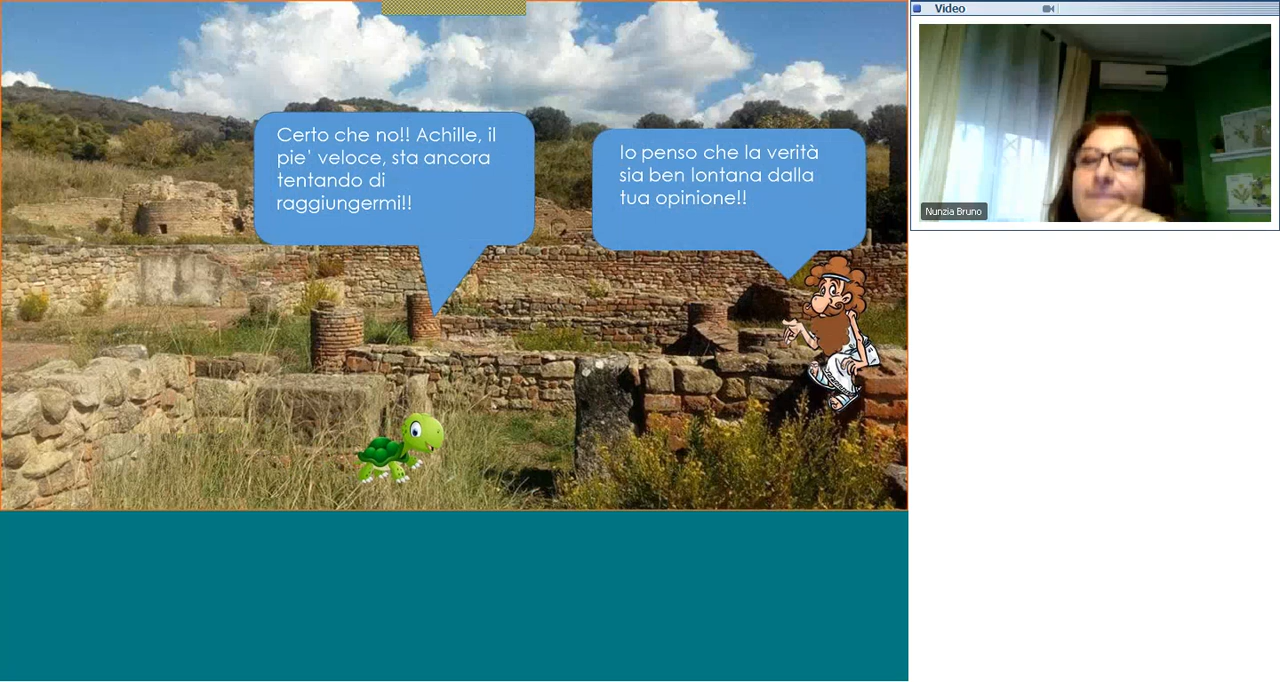 Video
Certo che no!! Achille, il
pie' veloce, sta ancora
tentando di
raggiungermi!!
Io penso che la verità
sia ben lontana dalla
tua opinione!!
Nunzia Bruno